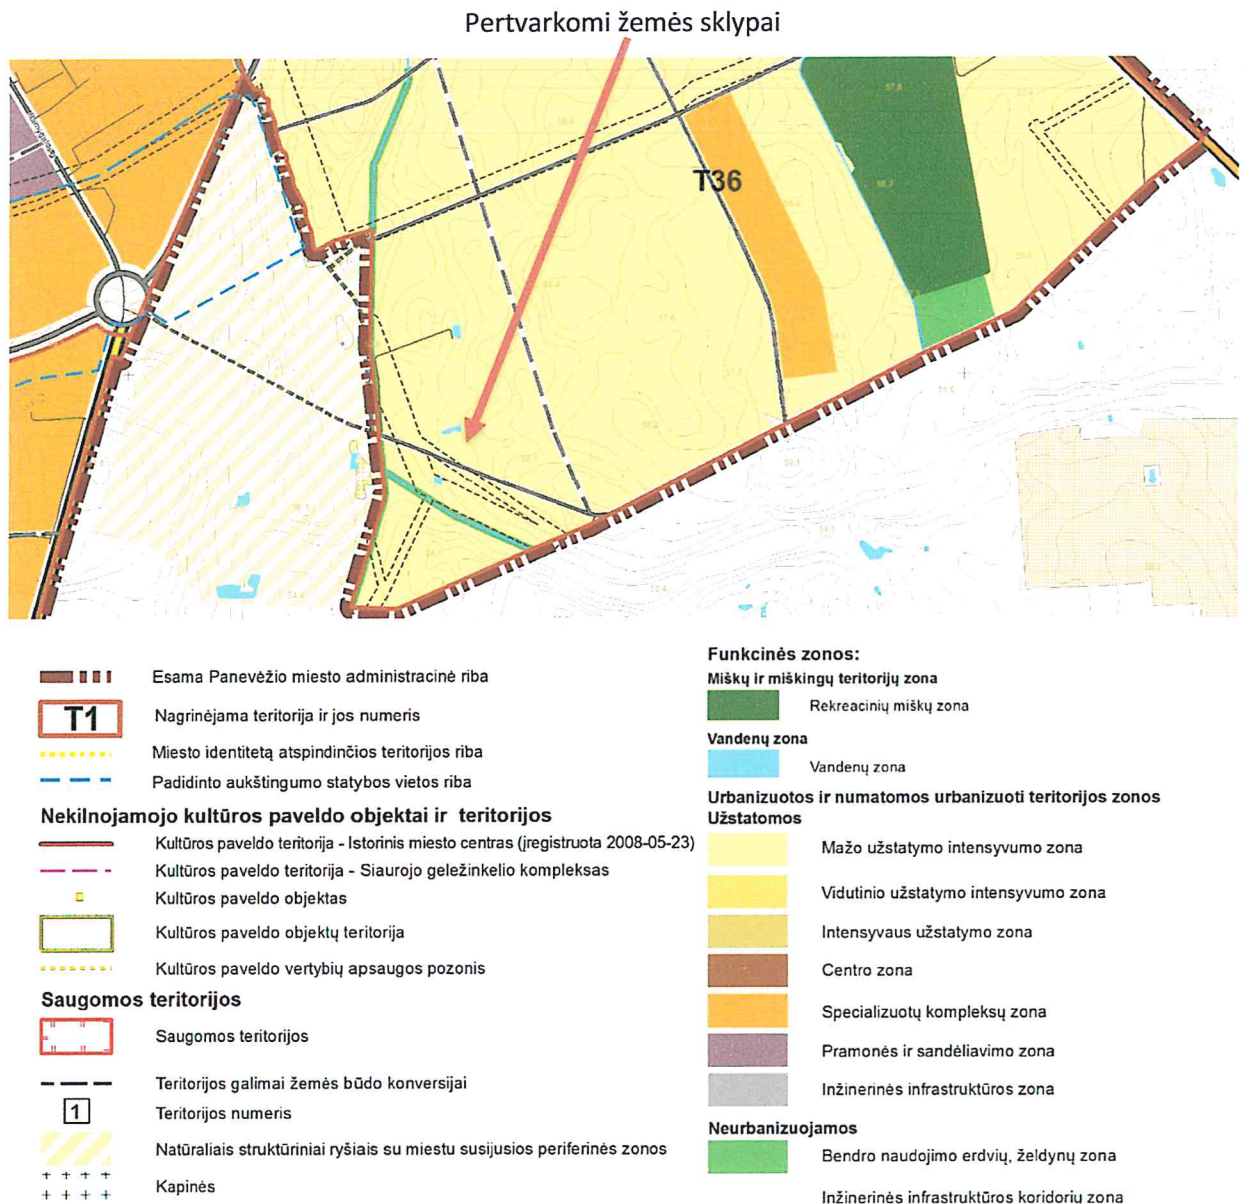 Pertvarkomi žemės sklypai
T36
Esama Panevėžio miesto administracinė riba
T1
Nagrinėjama teritorija ir jos numeris
Miesto identitetą atspindinčios teritorijos riba
Padidinto aukštingumo statybos vietos riba
Nekilnojamojo kultūros paveldo objektai ir teritorijos
Kultūros paveldo teritorija - Istorinis miesto centras (įregistruota 2008-05-23)
Kultūros paveldo teritorija - Siaurojo geležinkelio kompleksas
Kultūros paveldo objektas
Kultūros paveldo objektų teritorija
Kultūros paveldo vertybių apsaugos pozonis
Saugomos teritorijos
Saugomos teritorijos
Teritorijos galimai žemės būdo konversijai
1
Teritorijos numeris
Natūraliais struktūriniai ryšiais su miestu susijusios periferinės zonos
Kapinės
Funkcinės zonos:
Miškų ir miškingų teritorijų zona
Rekreacinių miškų zona
Vandenų zona
Vandenų zona
Urbanizuotos ir numatomos urbanizuoti teritorijos zonos
Užstatomos
Mažo užstatymo intensyvumo zona
Vidutinio užstatymo intensyvumo zona
Intensyvaus užstatymo zona
Centro zona
Specializuotų kompleksų zona
Pramonės ir sandėliavimo zona
Inžinerinės infrastruktūros zona
Neurbanizuojamos
Bendro naudojimo erdvių, želdynų zona
Inžinerinės infrastruktūros koridorių zona